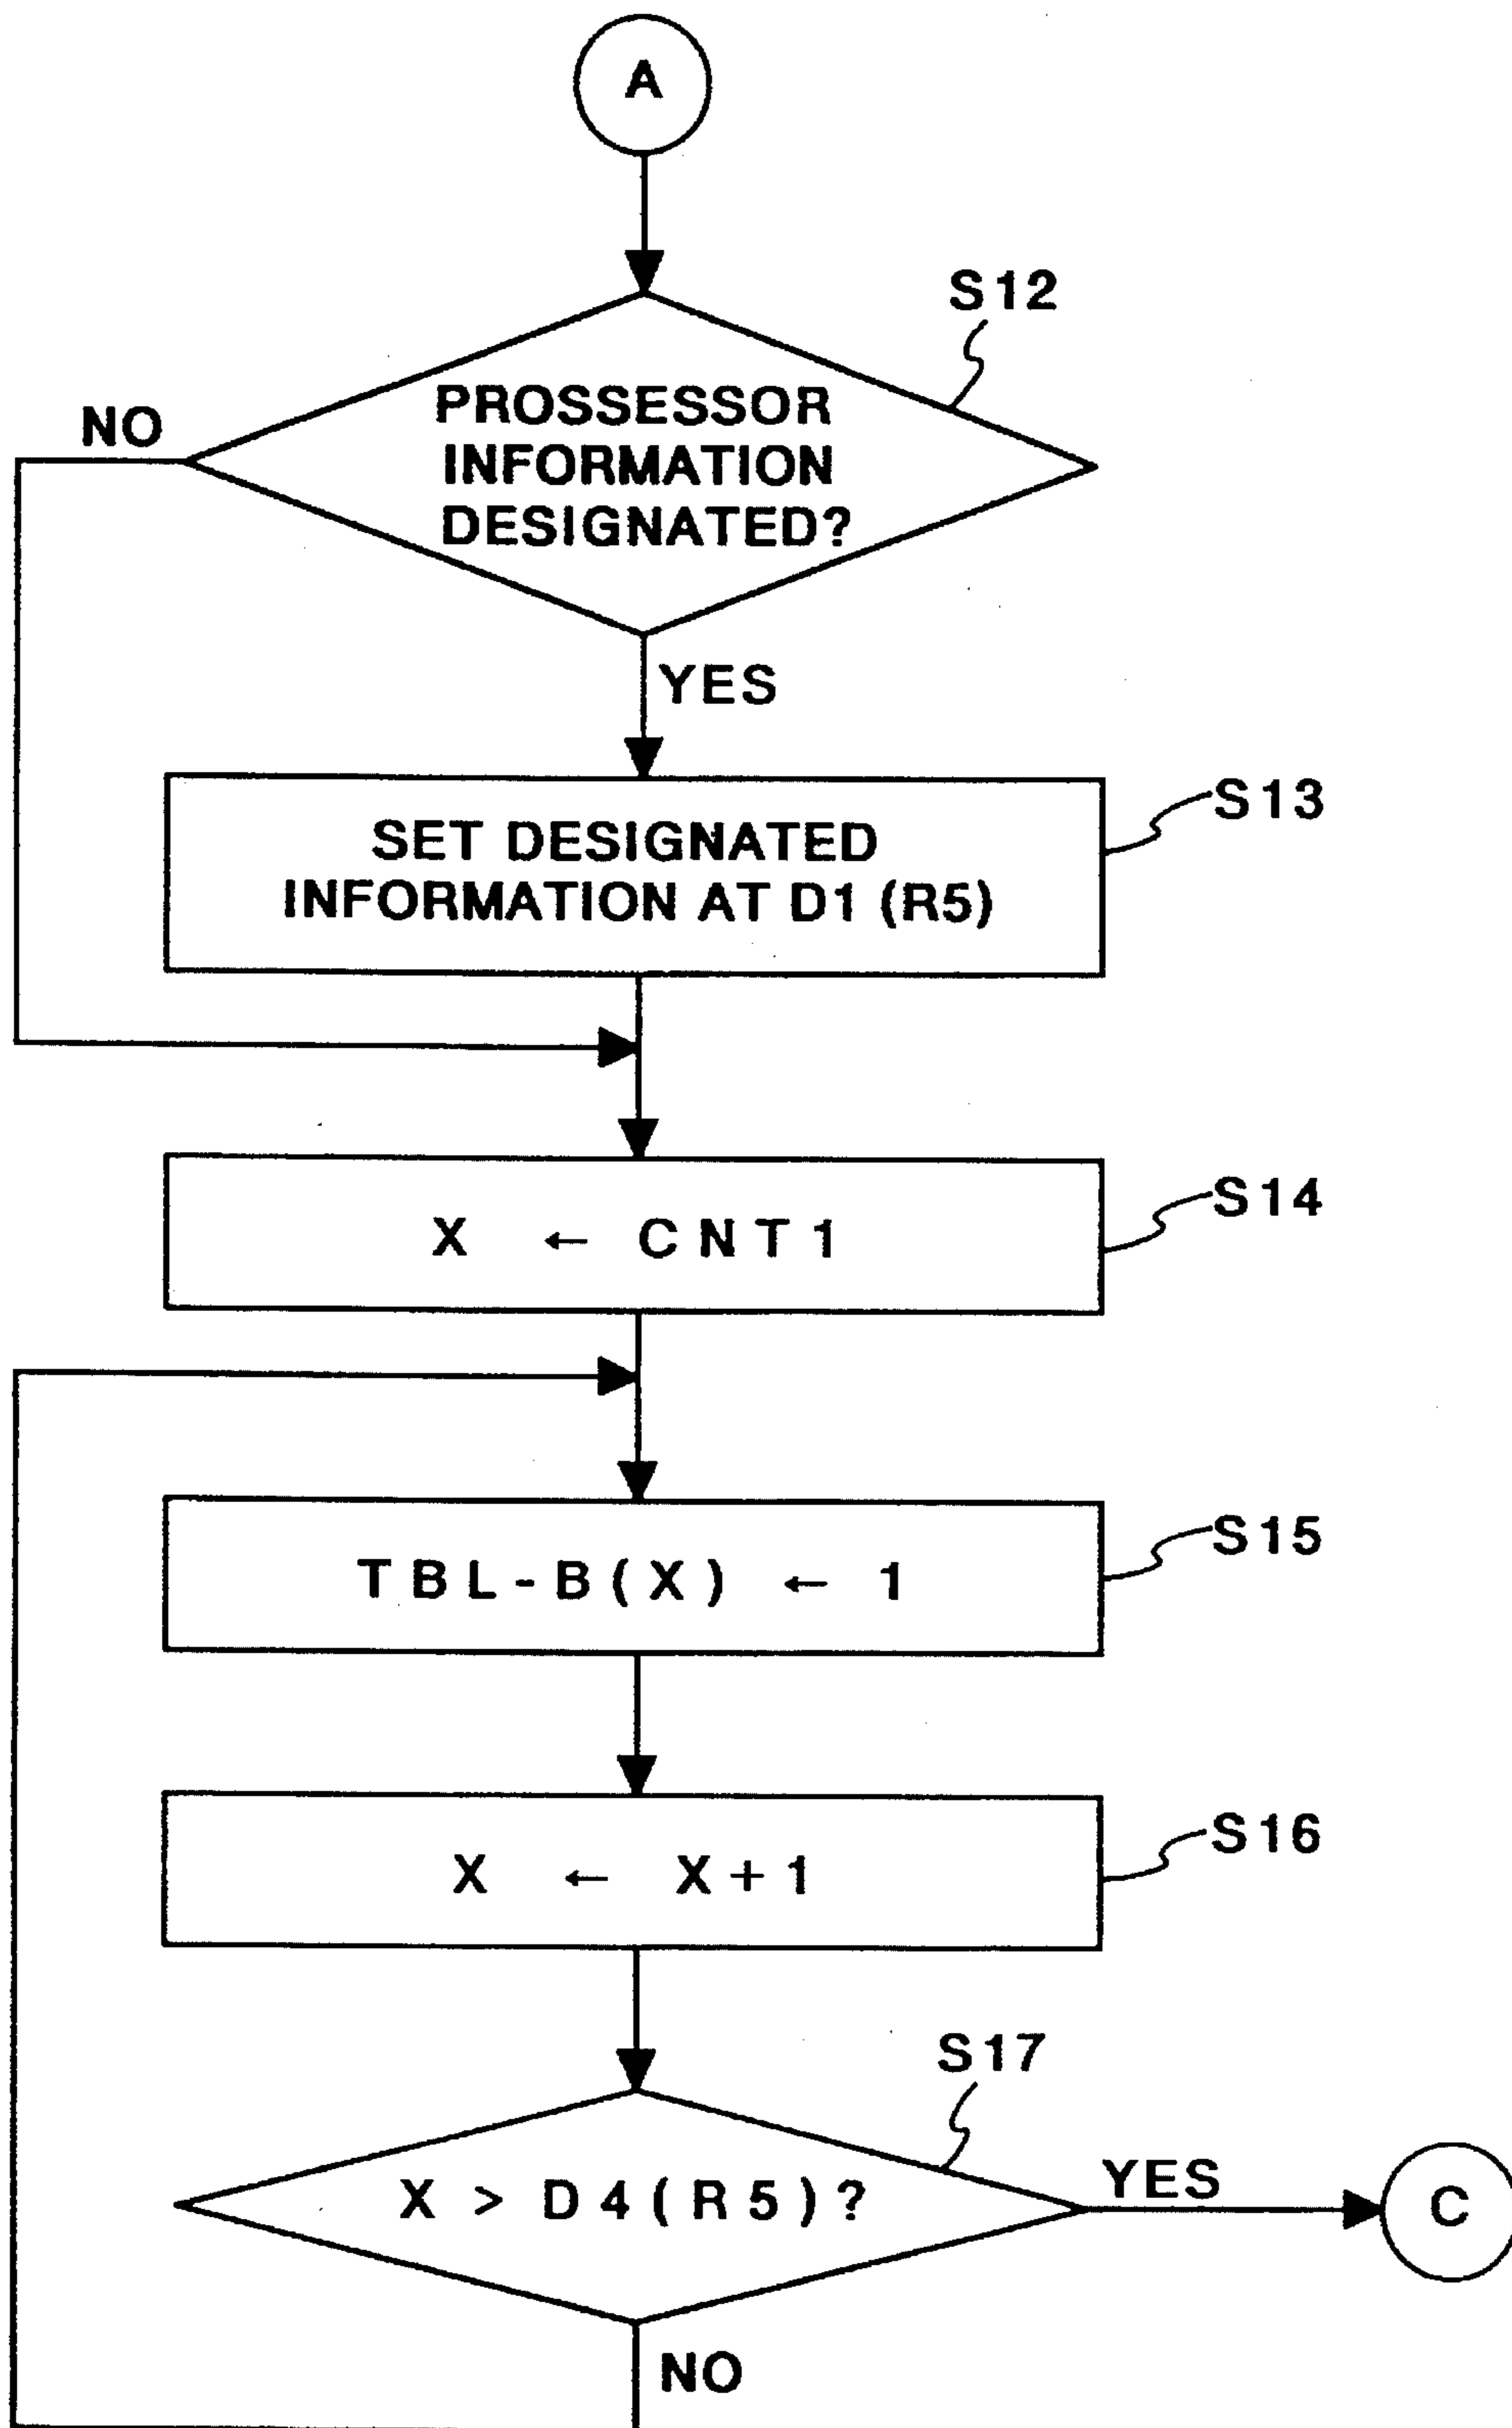 A
S12
PROSSESSOR
INFORMATION
DESIGNATED?
NO
YES
S13
SET DESIGNATED
INFORMATION AT D1 (R5)
S14
X ← CNT1
S15
TBL-B(X) ← 1
S16
X ← X+1
S17
X > D4(R5)?
YES
C
NO